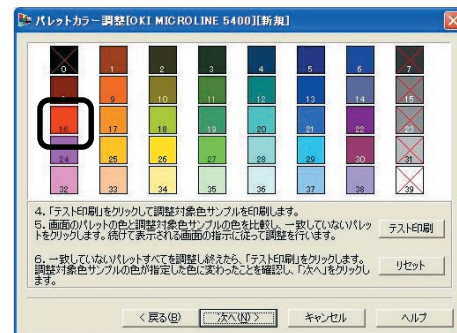 パレットカラー調整[OKI MICROLINE 5400][新規]
0 1 2 3 4 5 6 7
9 10 11 12 13 14 15
16 17 18 19 20 21 22 23
24 25 26 27 28 29 30 31
32 33 34 35 36 37 38 39
4. 「テスト印刷」をクリックして調整対象色サンプルを印刷します。
5. 画面のパレットの色と調整対象色サンプルの色を比較し、一致していないパレッ
トをクリックします。続けて表示される画面の指示に従って調整を行います。
テスト印刷
6. 一致していないパレットすべてを調整し終えたら、「テスト印刷」をクリックします。
調整対象色サンプルの色が指定した色に変わったことを確認し、「次へ」をクリックし
ます。
リセット
< 戻る(B) 次へ(N) > キャンセル ヘルプ